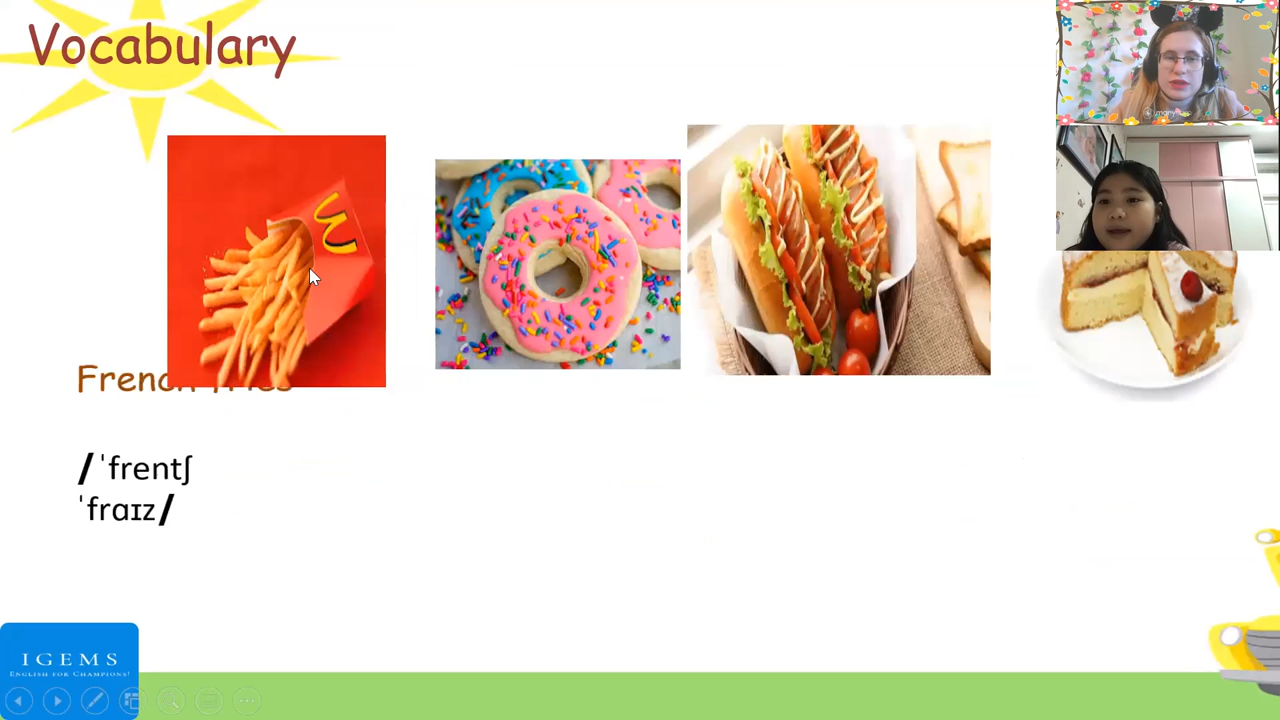 Vocabulary
French fries
/ˈfrentʃ
ˈfraɪz/
IGEMS
ENGLISH FOR CHAMPIONS!